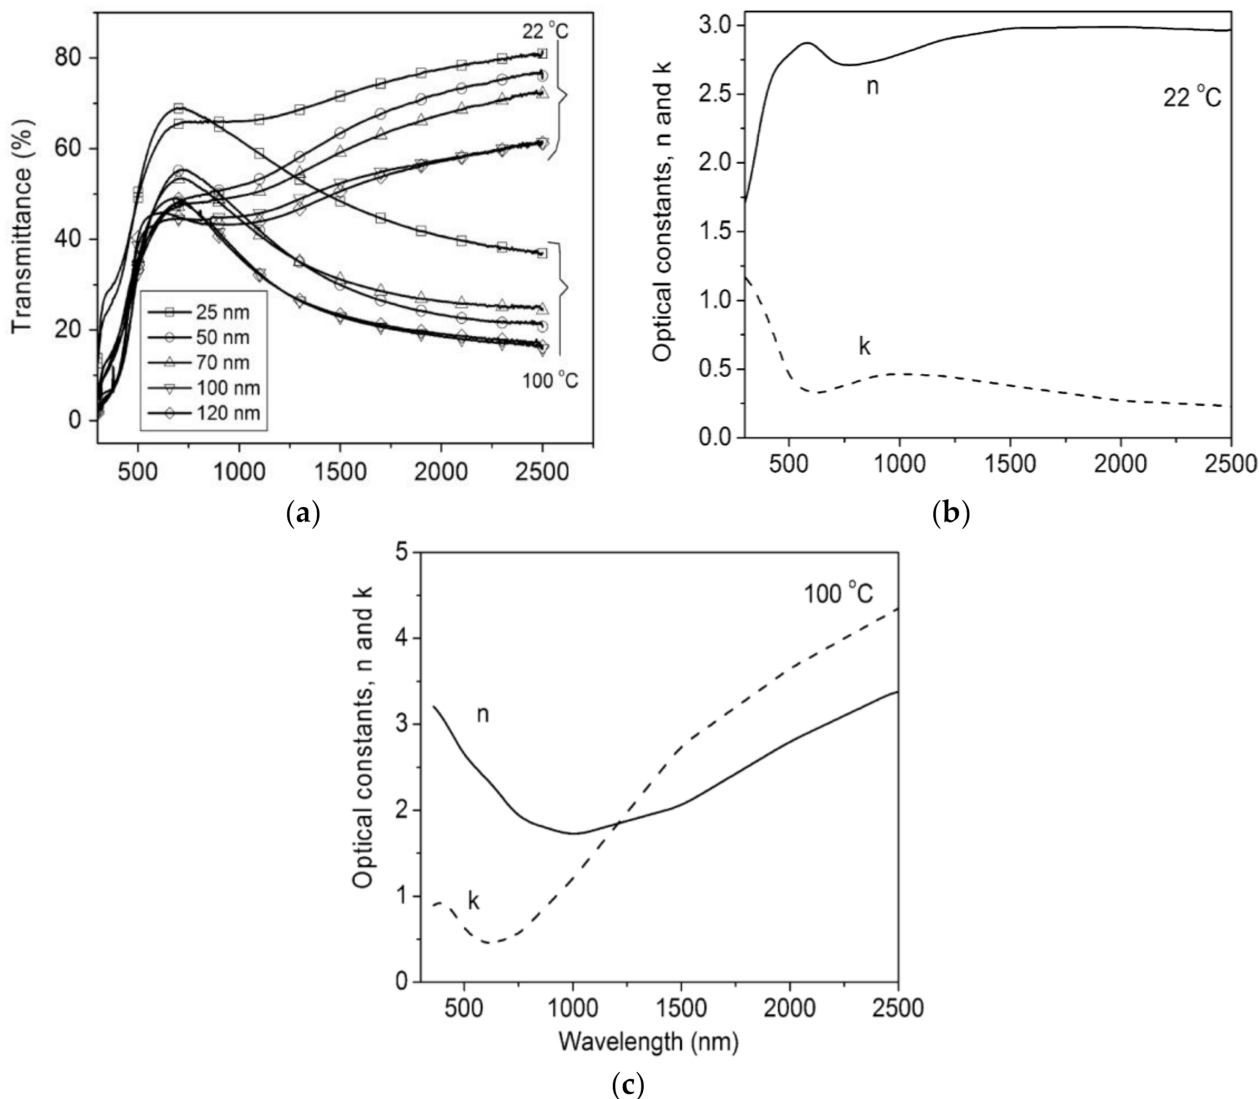 Transmittance (%)
80
60
40
20
0
22 °C
25 nm
50 nm
70 nm
100 nm
120 nm
100 °C
500
1000
1500
2000
2500
(a)
Optical constants, n and k
3.0
2.5
2.0
1.5
1.0
0.5
0.0
n
22 °C
k
500
1000
1500
2000
2500
(b)
Optical constants, n and k
5
4
3
2
1
0
100 °C
n
k
500
1000
1500
2000
2500
Wavelength (nm)
(c)